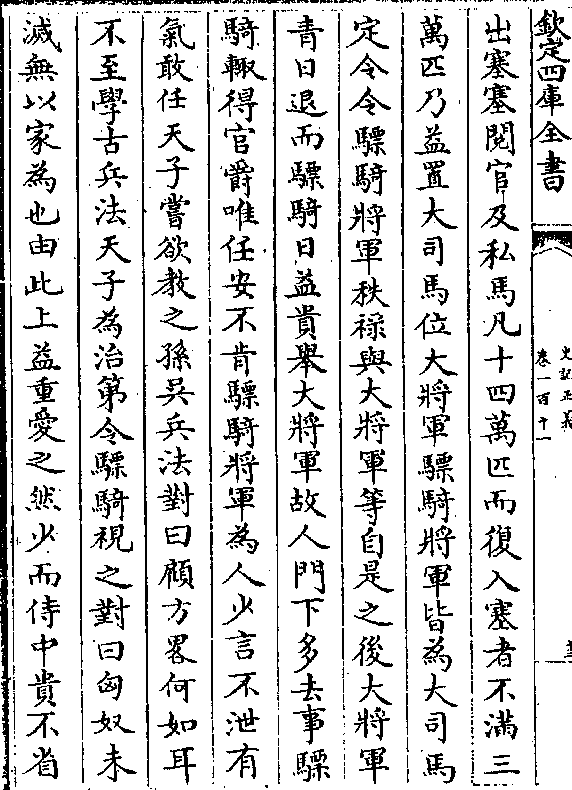 欽定四庫全書
史記正義
卷一百十一
出塞塞閱官及私馬凡十四萬匹而復入塞者不滿三
萬匹乃益置大司馬位大將軍驃騎將軍皆為大司馬
定令令驃騎將軍秩祿與大將軍等自是之後大將軍
青日退而驃騎日益貴舉大將軍故人門下多去事驃
騎輒得官爵唯任安不肯驃騎將軍為人少言不泄有
氣敢任天子嘗欲教之孫吳兵法對曰顧方畧何如耳
不至學古兵法天子為治第令驃騎視之對曰匈奴未
滅無以家為也由此上益重愛之然少而侍中貴不省